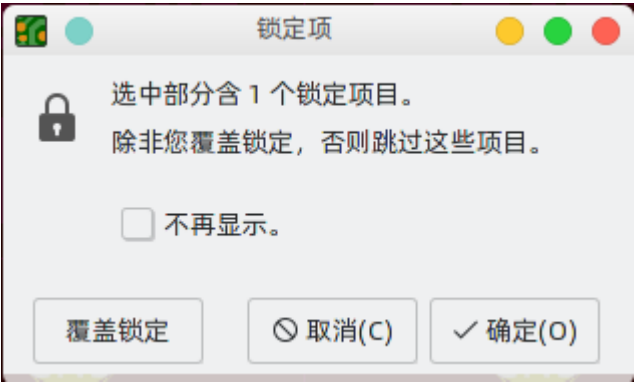 锁定项
选中部分含 1 个锁定项目。
除非您覆盖锁定，否则跳过这些项目。
不再显示。
覆盖锁定
取消(C)
确定(O)